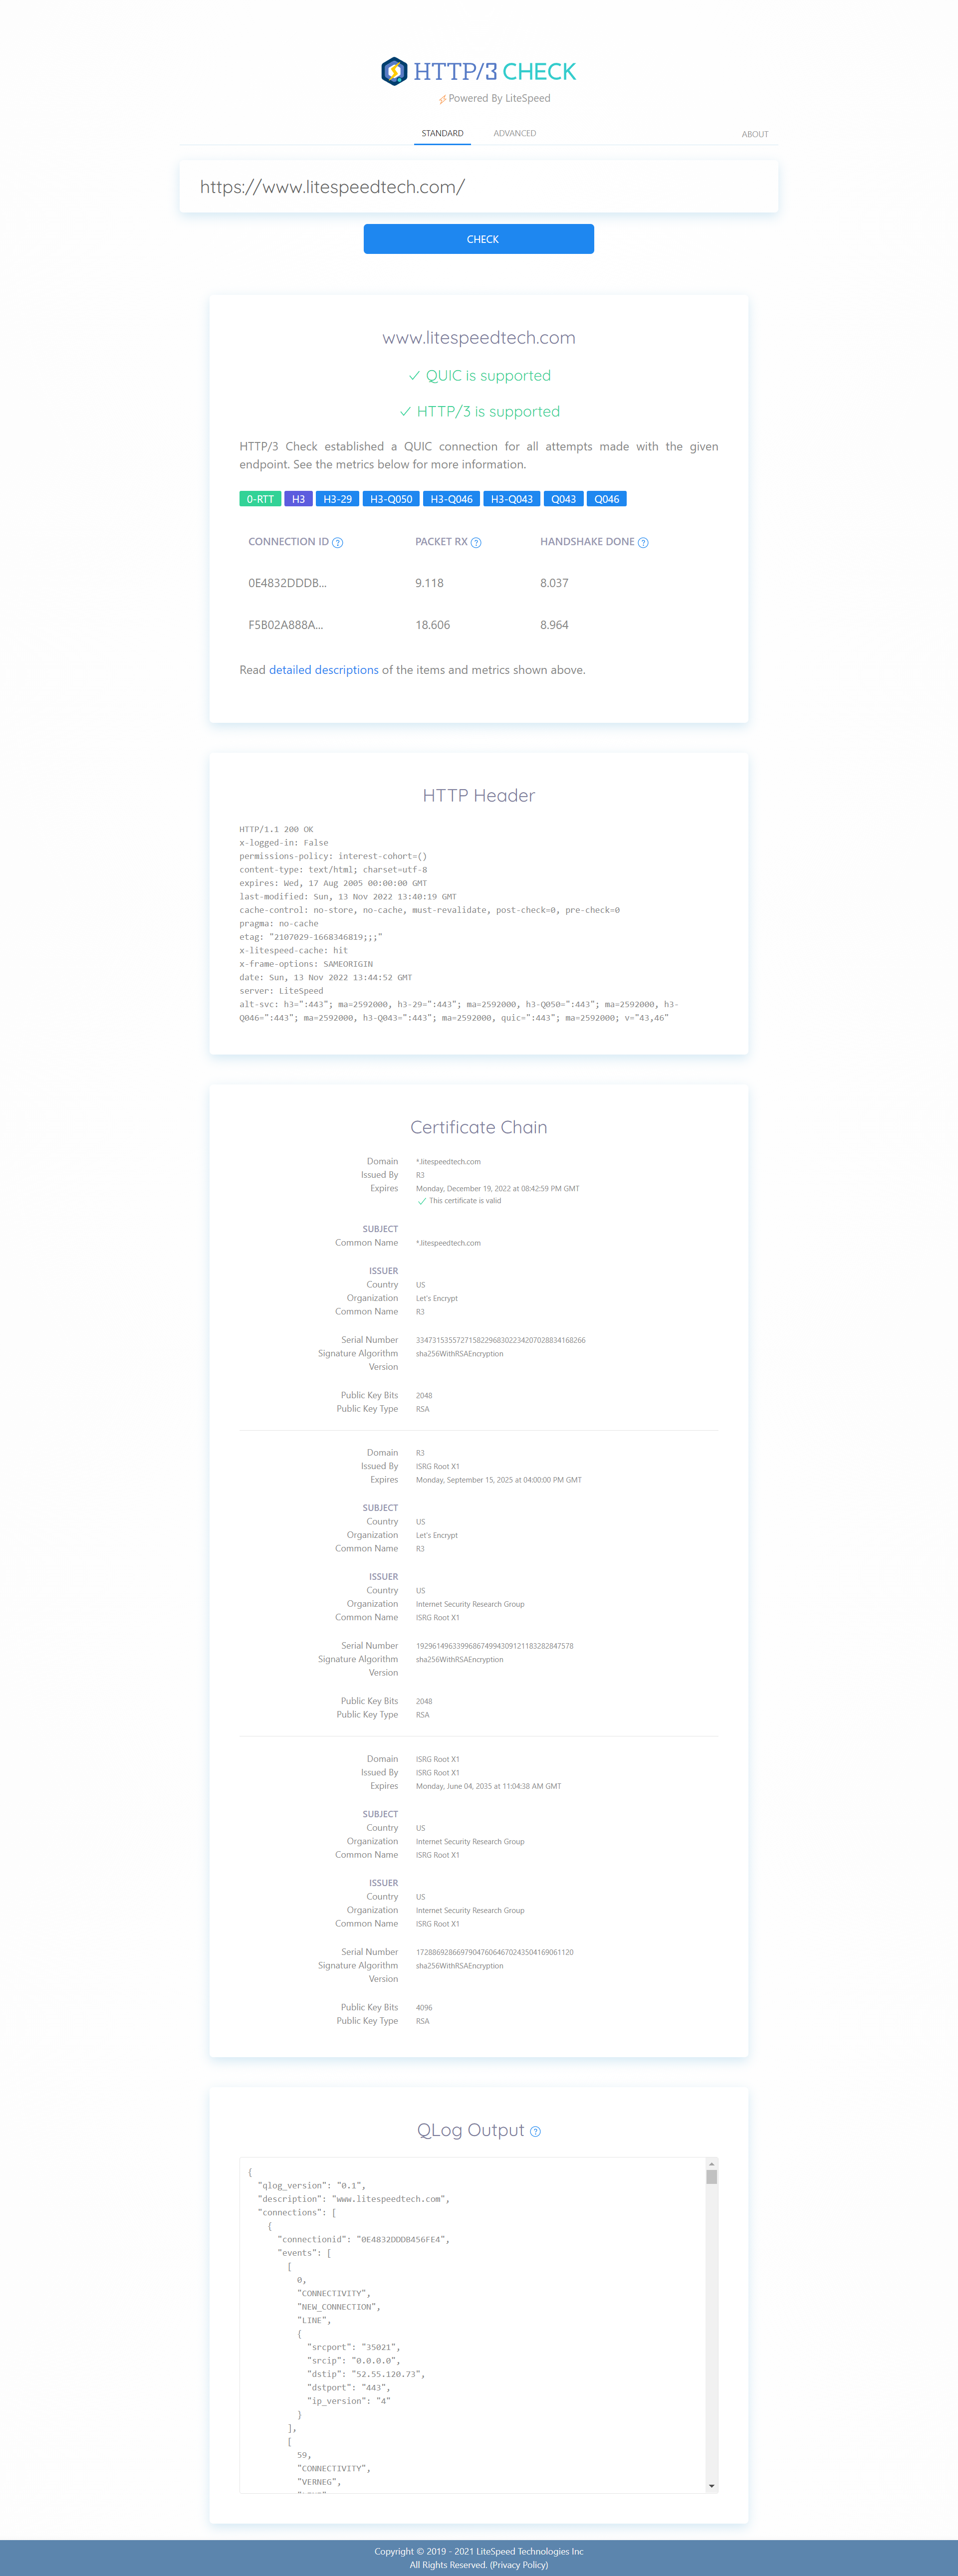 HTTP/3 CHECK
Powered By LiteSpeed
STANDARD ADVANCED ABOUT
https://www.litespeedtech.com/
CHECK
www.litespeedtech.com
✓ QUIC is supported
✓ HTTP/3 is supported
HTTP/3 Check established a QUIC connection for all attempts made with the given
endpoint. See the metrics below for more information.
0-RTT H3 H3-29 H3-Q050 H3-Q046 H3-Q043 Q043 Q046
CONNECTION ID ? PACKET RX ? HANDSHAKE DONE ?
0E4832DDDB... 9.118 8.037
F5B02A888A... 18.606 8.964
Read detailed descriptions of the items and metrics shown above.
HTTP Header
HTTP/1.1 200 OK
x-logged-in: False
permissions-policy: interest-cohort=()
content-type: text/html; charset=utf-8
expires: Wed, 17 Aug 2005 00:00:00 GMT
last-modified: Sun, 13 Nov 2022 13:40:19 GMT
cache-control: no-store, no-cache, must-revalidate, post-check=0, pre-check=0
pragma: no-cache
etag: "2107029-1668346819;;;"
x-litespeed-cache: hit
x-frame-options: SAMEORIGIN
date: Sun, 13 Nov 2022 13:44:52 GMT
server: LiteSpeed
alt-svc: h3=":443"; ma=2592000, h3-29=":443"; ma=2592000, h3-Q050=":443"; ma=2592000, h3-
Q046=":443"; ma=2592000, h3-Q043=":443"; ma=2592000, quic=":443"; ma=2592000; v="43,46"
Certificate Chain
Domain *.litespeedtech.com
Issued By R3
Expires Monday, December 19, 2022 at 08:42:59 PM GMT
✓ This certificate is valid
SUBJECT
Common Name *.litespeedtech.com
ISSUER
Country US
Organization Let's Encrypt
Common Name R3
Serial Number 334731535572715822968302234207028834168266
Signature Algorithm sha256WithRSAEncryption
Version
Public Key Bits 2048
Public Key Type RSA
Domain R3
Issued By ISRG Root X1
Expires Monday, September 15, 2025 at 04:00:00 PM GMT
SUBJECT
Country US
Organization Let's Encrypt
Common Name R3
ISSUER
Country US
Organization Internet Security Research Group
Common Name ISRG Root X1
Serial Number 192961496339968674994309121183282847578
Signature Algorithm sha256WithRSAEncryption
Version
Public Key Bits 2048
Public Key Type RSA
Domain ISRG Root X1
Issued By ISRG Root X1
Expires Monday, June 04, 2035 at 11:04:38 AM GMT
SUBJECT
Country US
Organization Internet Security Research Group
Common Name ISRG Root X1
ISSUER
Country US
Organization Internet Security Research Group
Common Name ISRG Root X1
Serial Number 172886928669790476064670243504169061120
Signature Algorithm sha256WithRSAEncryption
Version
Public Key Bits 4096
Public Key Type RSA
QLog Output ?
{
"qlog_version": "0.1",
"description": "www.litespeedtech.com",
"connections": [
{
"connectionid": "0E4832DDDB456FE4",
"events": [
[
0,
"CONNECTIVITY",
"NEW_CONNECTION",
"LINE",
{
"srcport": "35021",
"srcip": "0.0.0.0",
"dstip": "52.55.120.73",
"dstport": "443",
"ip_version": "4"
}
],
[
59,
"CONNECTIVITY",
"VERNEG",
Copyright © 2019 - 2021 LiteSpeed Technologies Inc
All Rights Reserved. (Privacy Policy)